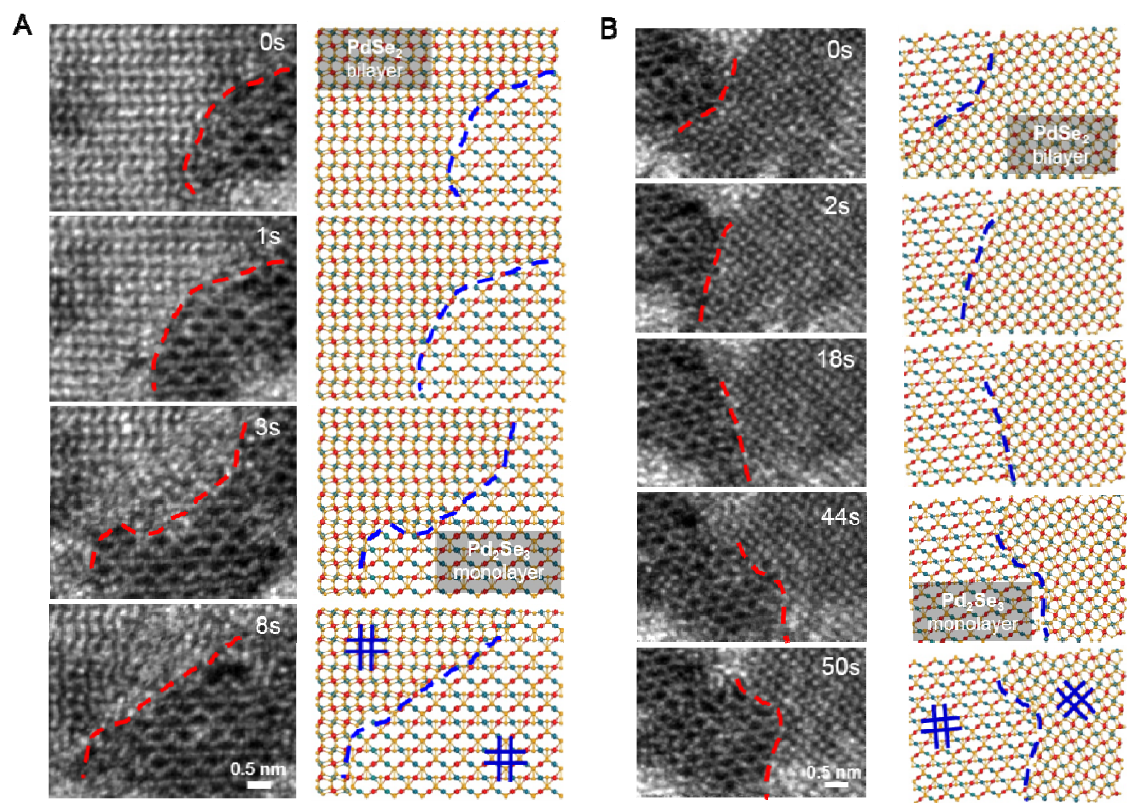 A
0s
PdSe₂
bilayer
1s
3s
Pd₂Se₃
monolayer
8s
0.5 nm
B
0s
PdSe₂
bilayer
2s
18s
44s
Pd₂Se₃
monolayer
50s
0.5 nm